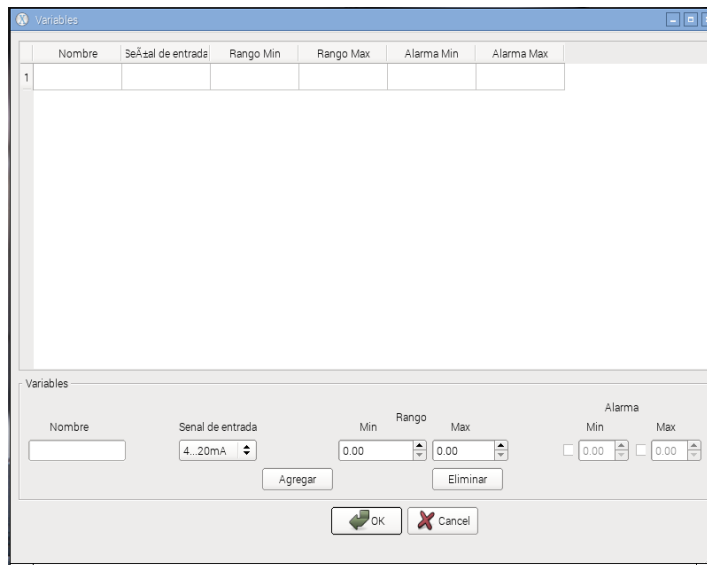 Variables
Nombre SeÃ±al de entrada Rango Min Rango Max Alarma Min Alarma Max
1
Variables
Rango Alarma
Nombre Senal de entrada Min Max Min Max
4...20mA 0.00 0.00 0.00 0.00
Agregar Eliminar
OK Cancel